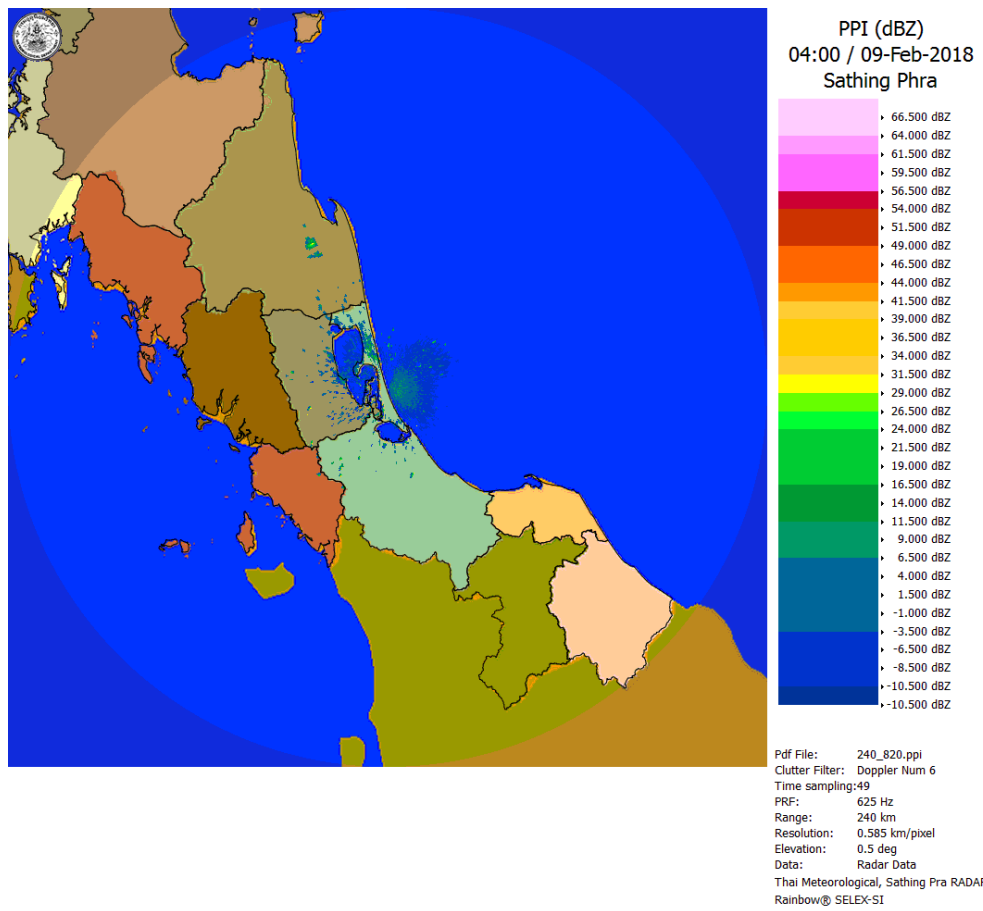 PPI (dBZ)
04:00 / 09-Feb-2018
Sathing Phra
66.500 dBZ
64.000 dBZ
61.500 dBZ
59.500 dBZ
56.500 dBZ
54.000 dBZ
51.500 dBZ
49.000 dBZ
46.500 dBZ
44.000 dBZ
41.500 dBZ
39.000 dBZ
36.500 dBZ
34.000 dBZ
31.500 dBZ
29.000 dBZ
26.500 dBZ
24.000 dBZ
21.500 dBZ
19.000 dBZ
16.500 dBZ
14.000 dBZ
11.500 dBZ
9.000 dBZ
6.500 dBZ
4.000 dBZ
1.500 dBZ
-1.000 dBZ
-3.500 dBZ
-6.500 dBZ
-8.500 dBZ
-10.500 dBZ
-10.500 dBZ
Pdf File: 240_820.ppi
Clutter Filter: Doppler Num 6
Time sampling:49
PRF: 625 Hz
Range: 240 km
Resolution: 0.585 km/pixel
Elevation: 0.5 deg
Data: Radar Data
Thai Meteorological, Sathing Pra RADAR
Rainbow® SELEX-SI